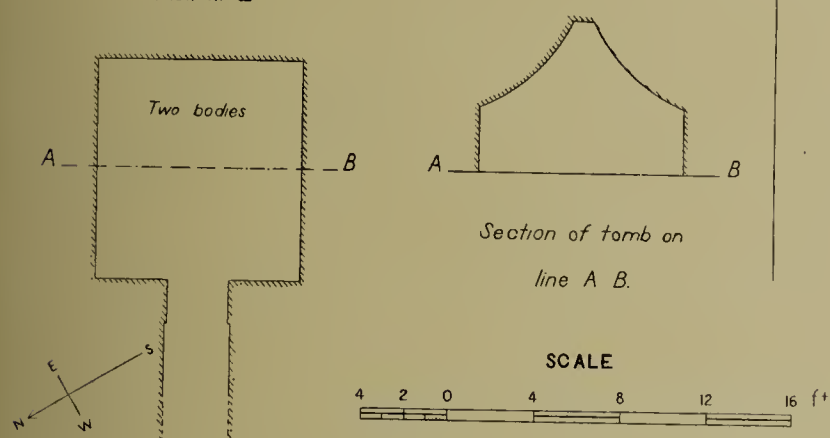 Two bodies
A B
A B
Section of tomb on
line A B.
N E S W
SCALE
4 2 0 4 8 12 16 ft